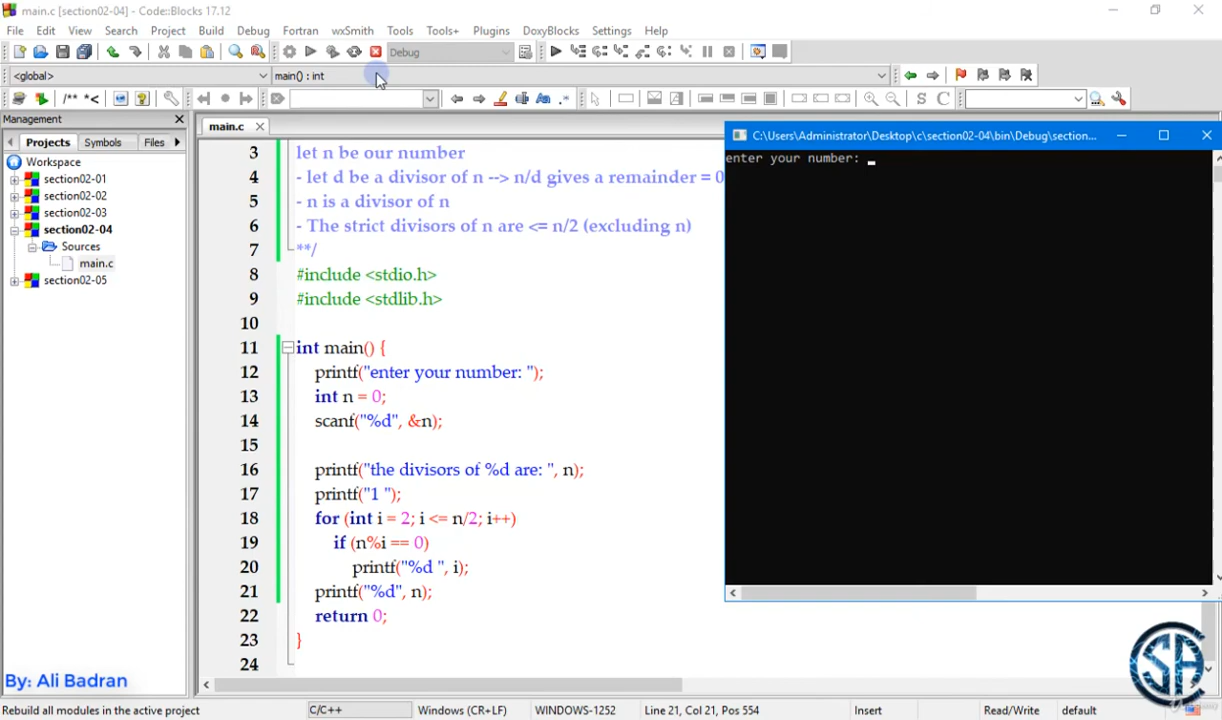 main.c [section02-04] - Code::Blocks 17.12
File Edit View Search Project Build Debug Fortran wxSmith Tools Tools+ Plugins DoxyBlocks Settings Help
Debug
<global>
main() : int
/** *<
S C
Management
main.c
Projects Symbols Files
Workspace
section02-01
section02-02
section02-03
section02-04
Sources
main.c
section02-05
3 let n be our number
4 - let d be a divisor of n --> n/d gives a remainder = 0
5 - n is a divisor of n
6 - The strict divisors of n are <= n/2 (excluding n)
7 **/
8 #include <stdio.h>
9 #include <stdlib.h>
10
11 int main() {
12 printf("enter your number: ");
13 int n = 0;
14 scanf("%d", &n);
15
16 printf("the divisors of %d are: ", n);
17 printf("1 ");
18 for (int i = 2; i <= n/2; i++)
19 if (n%i == 0)
20 printf("%d ", i);
21 printf("%d", n);
22 return 0;
23 }
24
C:\Users\Administrator\Desktop\c\section02-04\bin\Debug\section...
enter your number: _
By: Ali Badran
SA
Rebuild all modules in the active project C/C++ Windows (CR+LF) WINDOWS-1252 Line 21, Col 21, Pos 554 Insert Read/Write default